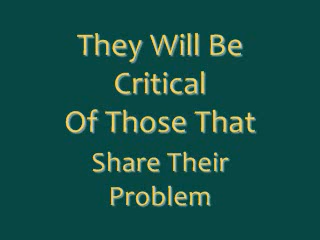 They Will Be
Critical
Of Those That
Share Their
Problem